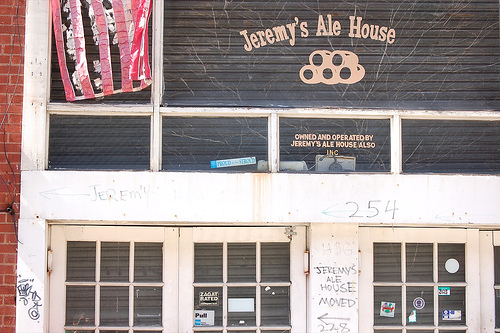 Jeremy's Ale House
OWNED AND OPERATED BY
JEREMY'S ALE HOUSE ALSO
INC
JEREMY'S
254
ZAGAT
RATED
Pull
JEREMY'S
ALE
HOUSE
MOVED
228